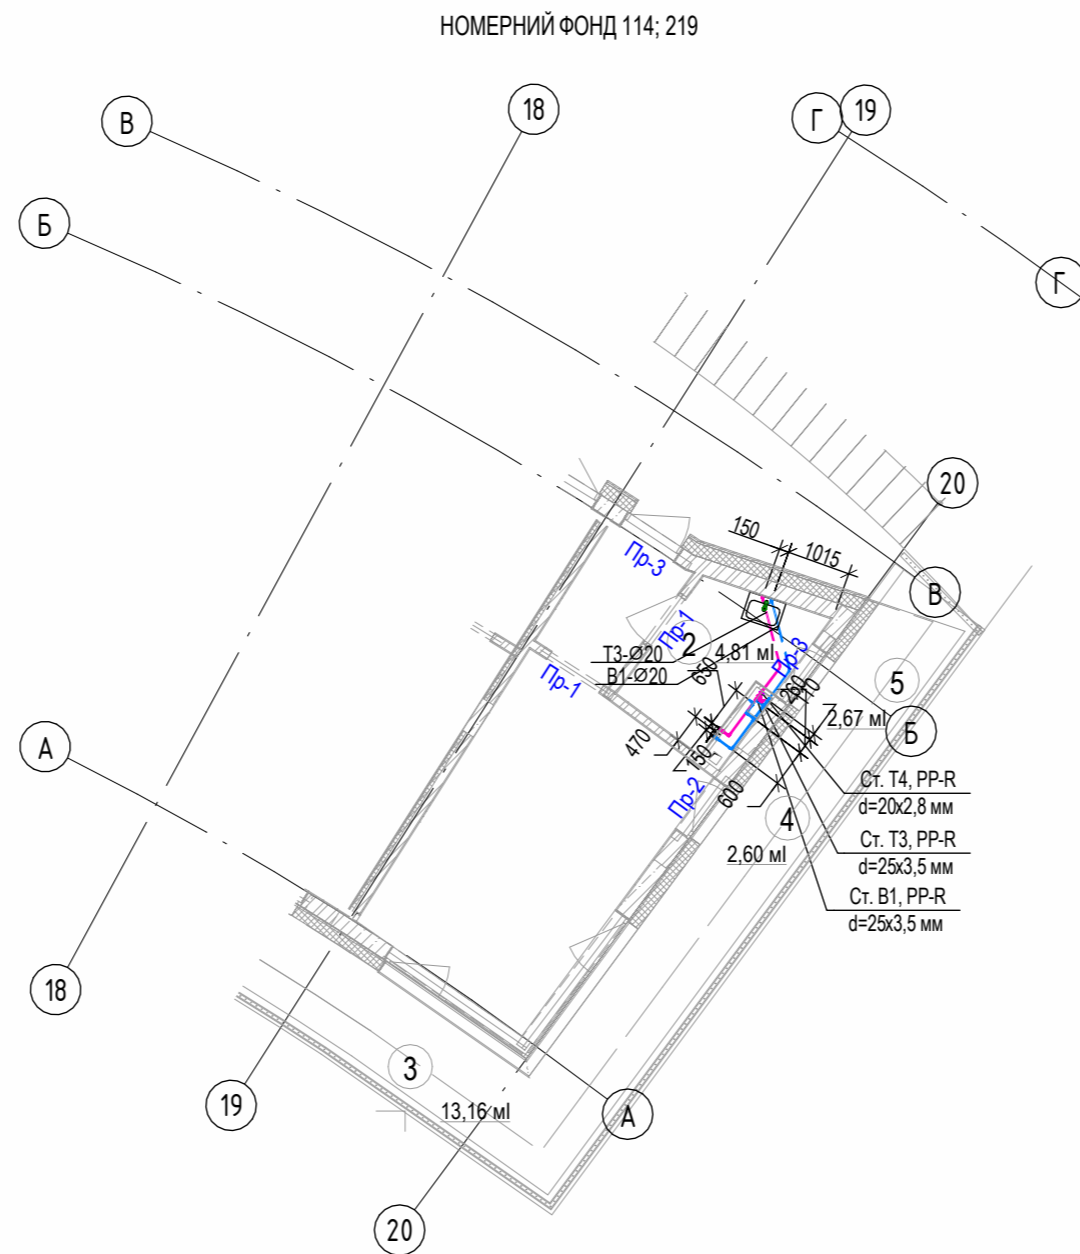 НОМЕРНИЙ ФОНД 114; 219
В
18
Г
19
Б
Г
20
150
1015
Пр-3
В
Пр-1
2
4,81 мІ
Пр-3
Т3-Ø20
В1-Ø20
650
Пр-1
260
5
2,67 мІ
Б
А
470
150
Пр-2
600
Ст. Т4, PP-R
d=20x2,8 мм
4
2,60 мІ
Ст. Т3, PP-R
d=25x3,5 мм
Ст. В1, PP-R
d=25x3,5 мм
18
3
13,16 мІ
19
А
20